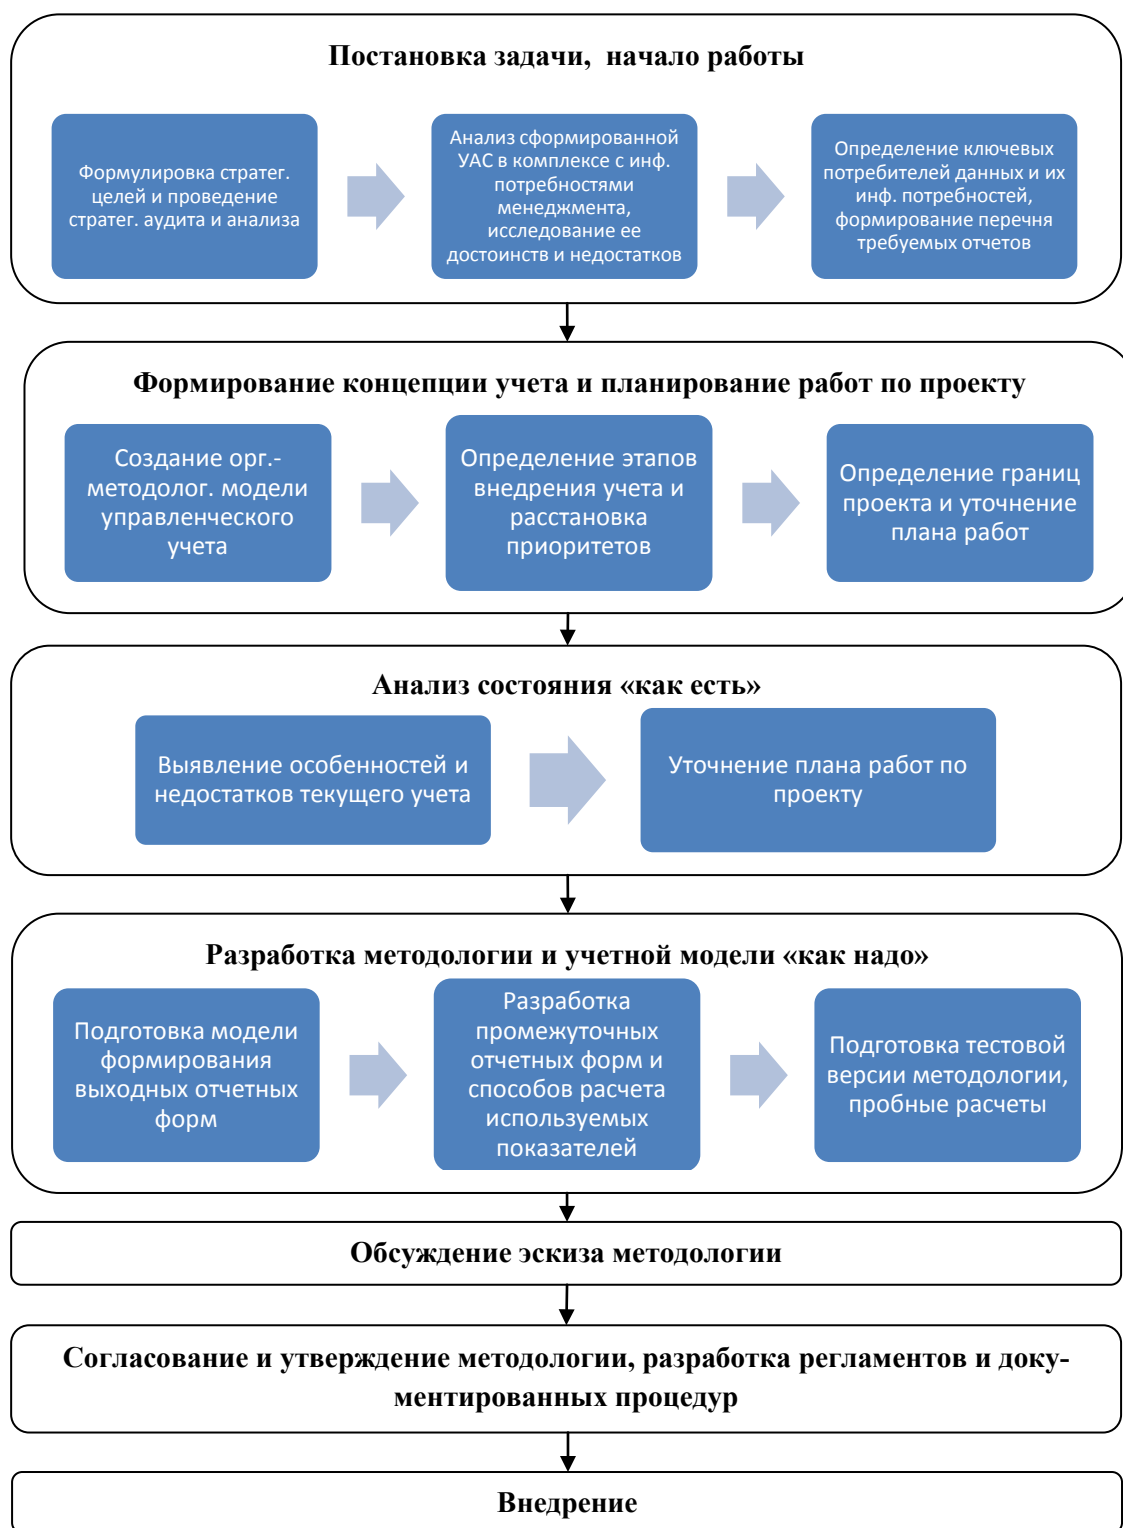 Постановка задачи, начало работы
Формулировка стратег.
целей и проведение
стратег. аудита и анализа
Анализ сформированной
УАС в комплексе с инф.
потребностями
менеджмента,
исследование ее
достоинств и недостатков
Определение ключевых
потребителей данных и их
инф. потребностей,
формирование перечня
требуемых отчетов
Формирование концепции учета и планирование работ по проекту
Создание орг.-
методолог. модели
управленческого
учета
Определение этапов
внедрения учета и
расстановка
приоритетов
Определение границ
проекта и уточнение
плана работ
Анализ состояния «как есть»
Выявление особенностей и
недостатков текущего учета
Уточнение плана работ по
проекту
Разработка методологии и учетной модели «как надо»
Подготовка модели
формирования
выходных отчетных
форм
Разработка
промежуточных
отчетных форм и
способов расчета
используемых
показателей
Подготовка тестовой
версии методологии,
пробные расчеты
Обсуждение эскиза методологии
Согласование и утверждение методологии, разработка регламентов и доку-
ментированных процедур
Внедрение